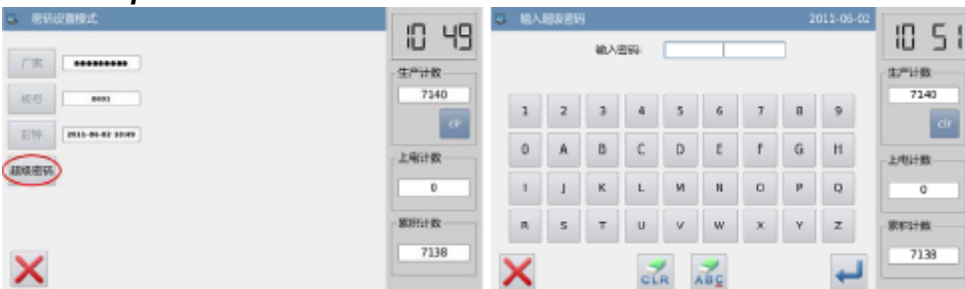 密码设置模式
10 49
厂家
●●●●●●●●●
板号
0001
时钟
2011-06-02 10:49
超级密码
生产计数
7140
clr
上电计数
0
累积计数
7138
输入超级密码
2011-06-02
10 51
输入密码:
1 2 3 4 5 6 7 8 9
0 A B C D E F G H
I J K L M N O P Q
R S T U V W X Y Z
CLR
ABC
生产计数
7140
clr
上电计数
0
累积计数
7138